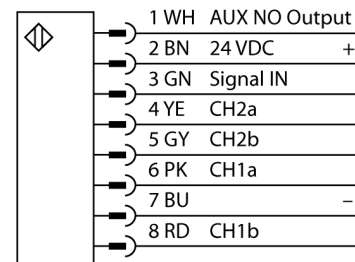 1 WH AUX NO Output
2 BN 24 VDC +
3 GN Signal IN
4 YE CH2a
5 GY CH2b
6 PK CH1a
7 BU –
8 RD CH1b